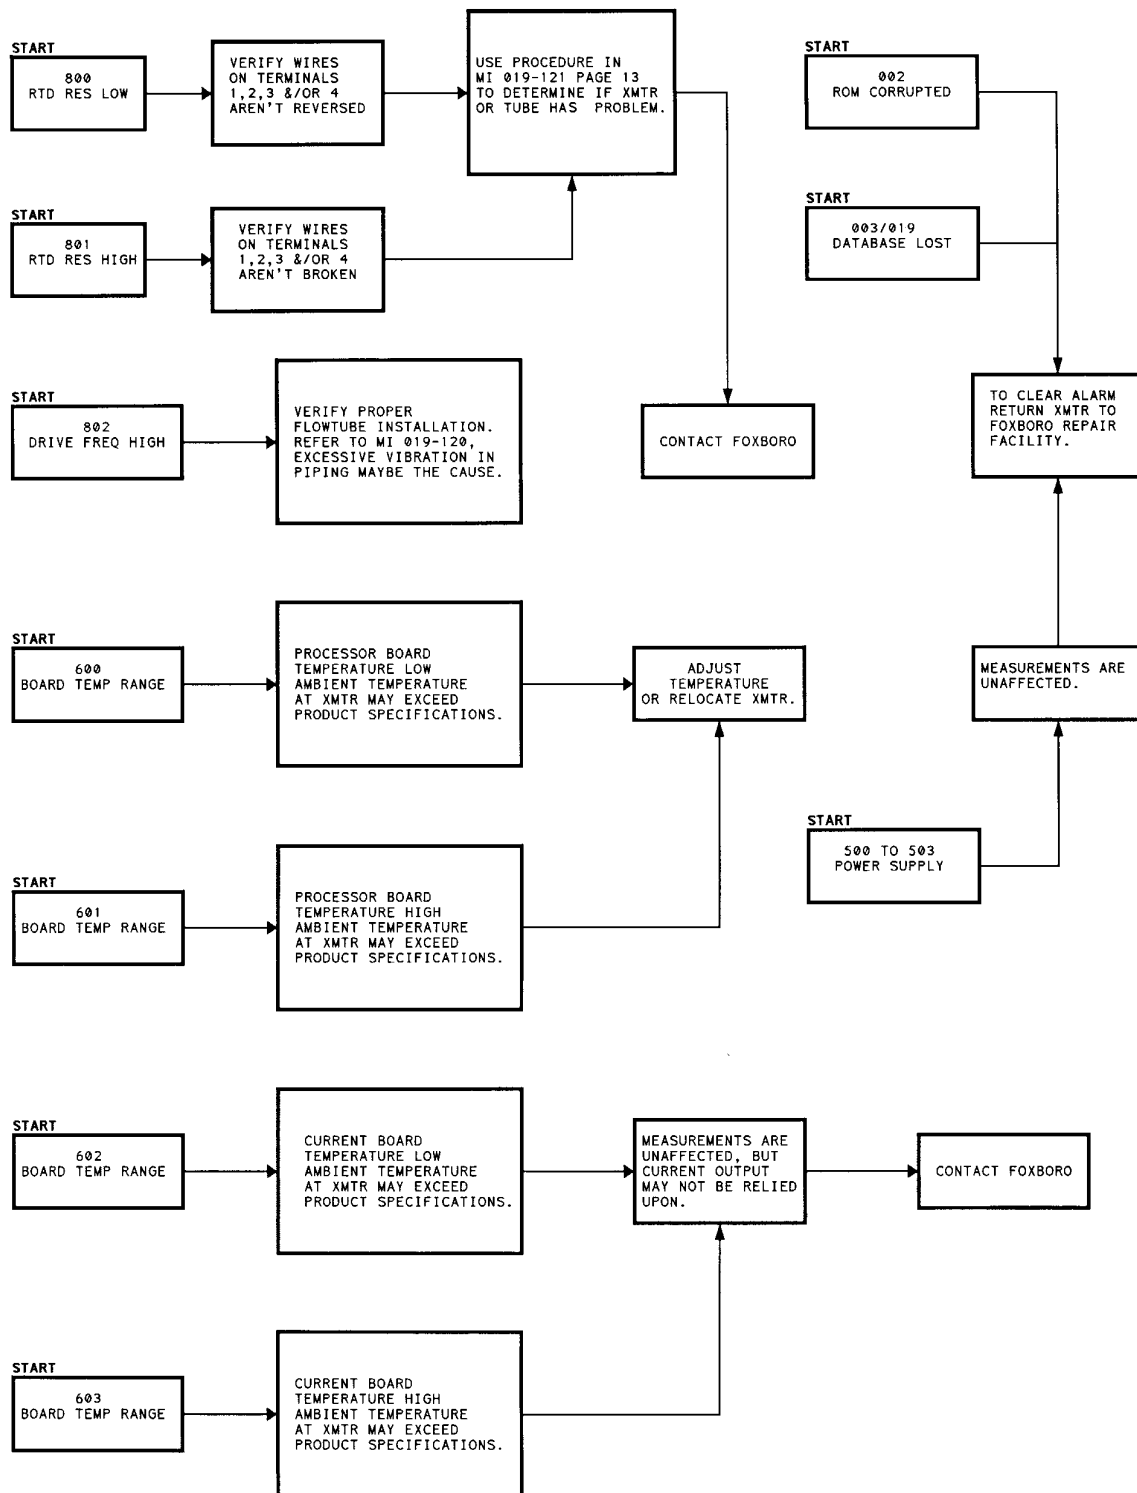 START
800
RTD RES LOW
VERIFY WIRES
ON TERMINALS
1,2,3 &/OR 4
AREN'T REVERSED
USE PROCEDURE IN
MI 019-121 PAGE 13
TO DETERMINE IF XMTR
OR TUBE HAS PROBLEM.
START
002
ROM CORRUPTED
START
801
RTD RES HIGH
VERIFY WIRES
ON TERMINALS
1,2,3 &/OR 4
AREN'T BROKEN
START
003/019
DATABASE LOST
START
802
DRIVE FREQ HIGH
VERIFY PROPER
FLOWTUBE INSTALLATION.
REFER TO MI 019-120,
EXCESSIVE VIBRATION IN
PIPING MAYBE THE CAUSE.
CONTACT FOXBORO
TO CLEAR ALARM
RETURN XMTR TO
FOXBORO REPAIR
FACILITY.
START
600
BOARD TEMP RANGE
PROCESSOR BOARD
TEMPERATURE LOW
AMBIENT TEMPERATURE
AT XMTR MAY EXCEED
PRODUCT SPECIFICATIONS.
ADJUST
TEMPERATURE
OR RELOCATE XMTR.
MEASUREMENTS ARE
UNAFFECTED.
START
500 TO 503
POWER SUPPLY
START
601
BOARD TEMP RANGE
PROCESSOR BOARD
TEMPERATURE HIGH
AMBIENT TEMPERATURE
AT XMTR MAY EXCEED
PRODUCT SPECIFICATIONS.
START
602
BOARD TEMP RANGE
CURRENT BOARD
TEMPERATURE LOW
AMBIENT TEMPERATURE
AT XMTR MAY EXCEED
PRODUCT SPECIFICATIONS.
MEASUREMENTS ARE
UNAFFECTED, BUT
CURRENT OUTPUT
MAY NOT BE RELIED
UPON.
CONTACT FOXBORO
START
603
BOARD TEMP RANGE
CURRENT BOARD
TEMPERATURE HIGH
AMBIENT TEMPERATURE
AT XMTR MAY EXCEED
PRODUCT SPECIFICATIONS.